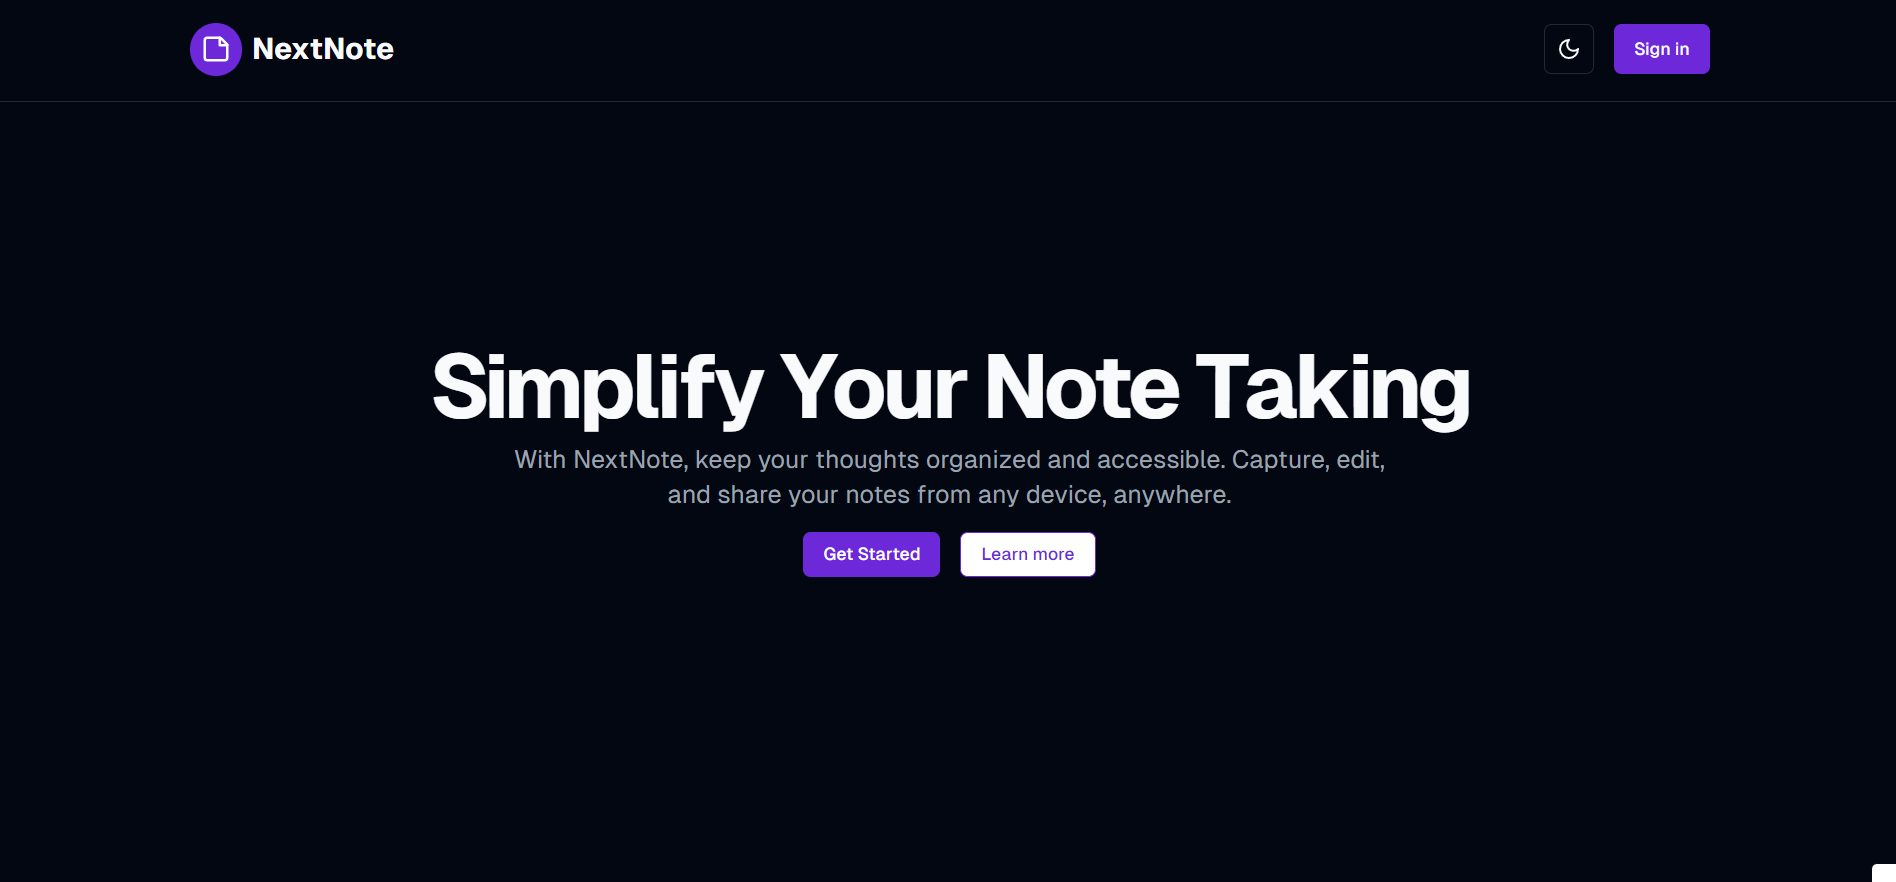 NextNote
Sign in
Simplify Your Note Taking
With NextNote, keep your thoughts organized and accessible. Capture, edit,
and share your notes from any device, anywhere.
Get Started
Learn more